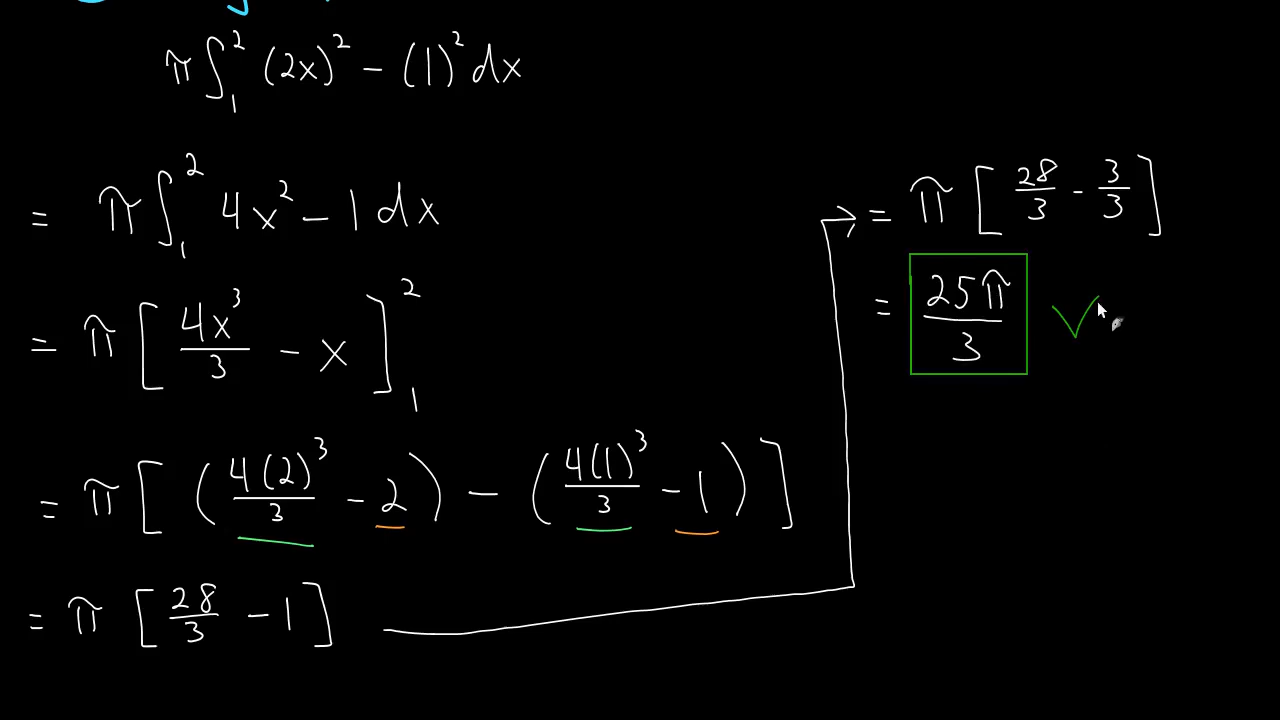 π∫₁² (2x)² - (1)² dx
= π∫₁² 4x² - 1 dx
= π[4x³/3 - x]₁²
= π[(4(2)³/3 - 2) - (4(1)³/3 - 1)]
= π[28/3 - 1]
= π[28/3 - 3/3]
= 25π/3 ✓